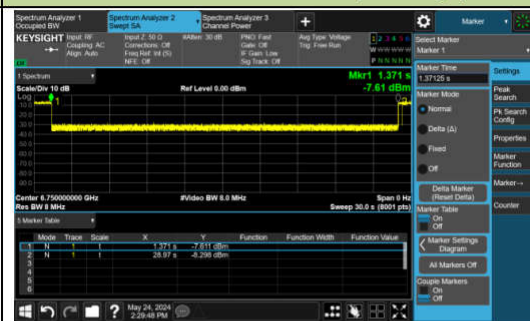 Spectrum Analyzer 1
Occupied BW
Spectrum Analyzer 2
Swept SA
Spectrum Analyzer 3
Channel Power
+
Marker
KEYSIGHT
Input: RF
Coupling: AC
Align: Auto
Input Z: 50 Ω
Corrections: Off
Freq Ref: Int (S)
NFE: Off
#Atten: 30 dB
PNO: Fast
Gate: Off
IF Gain: Low
Sig Track: Off
Avg Type: Voltage
Trig: Free Run
1 2 3 4 5 6
W W W W W W
P N N N N N
Select Marker
Marker 1
1 Spectrum
Scale/Div 10 dB
Log
Ref Level 0.00 dBm
Mkr1 1.371 s
-7.61 dBm
1
Marker Time
1.37125 s
Marker Mode
Normal
Delta (Δ)
Fixed
Off
Delta Marker
(Reset Delta)
Marker Table
On
Off
Marker Settings
Diagram
All Markers Off
Couple Markers
On
Off
Settings
Peak
Search
Pk Search
Config
Properties
Marker
Function
Marker→
Counter
Center 6.750000000 GHz
Res BW 8 MHz
#Video BW 8.0 MHz
Span 0 Hz
Sweep 30.0 s (8001 pts)
5 Marker Table
Mode Trace Scale X Y Function Function Width Function Value
1 N 1 t 1.371 s -7.611 dBm
2 N 1 t 28.97 s -8.298 dBm
3
4
5
6
?
May 24, 2024
2:29:48 PM